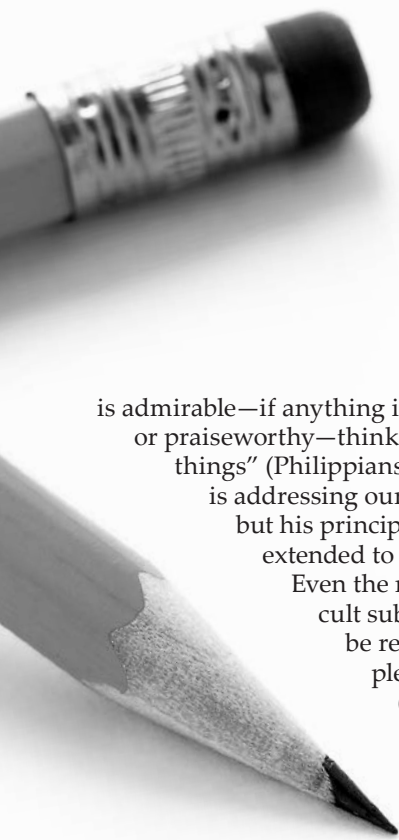 is admirable—if anything i
or praiseworthy—think
things” (Philippians
is addressing our
but his princip
extended to
Even the r
cult sub
be re
ple